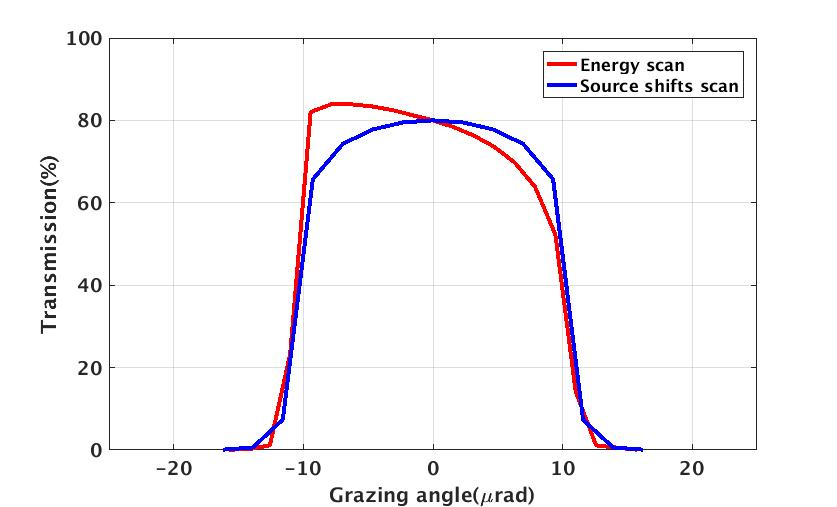 100
80
60
40
20
0
Transmission(%)
Energy scan
Source shifts scan
-20
-10
0
10
20
Grazing angle(μrad)